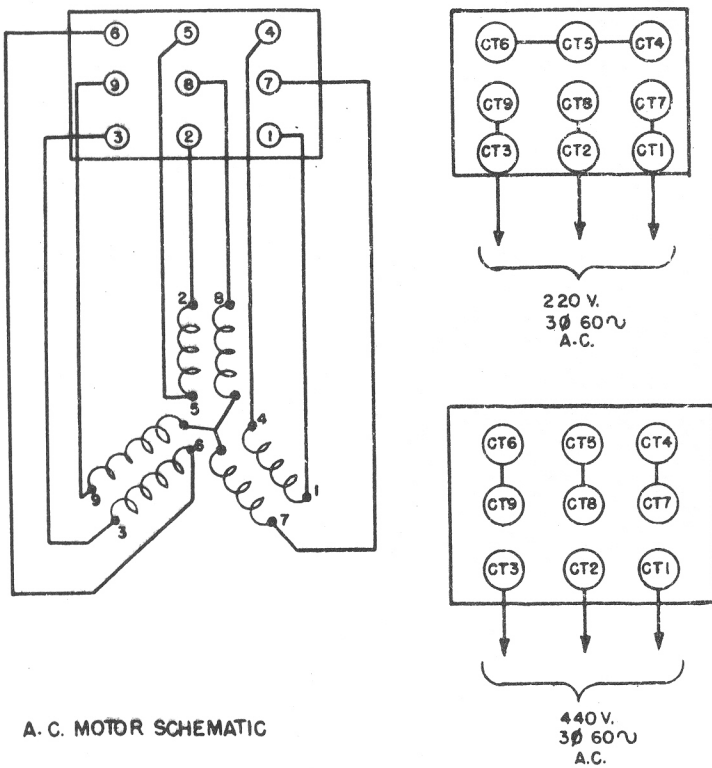 6 5 4
9 8 7
3 2 1
2 8
5 4
6
9 3 7 1
A.C. MOTOR SCHEMATIC
CT6 CT5 CT4
CT9 CT8 CT7
CT3 CT2 CT1
220 V.
3Ø 60~
A.C.
CT6 CT5 CT4
CT9 CT8 CT7
CT3 CT2 CT1
440 V.
3Ø 60~
A.C.